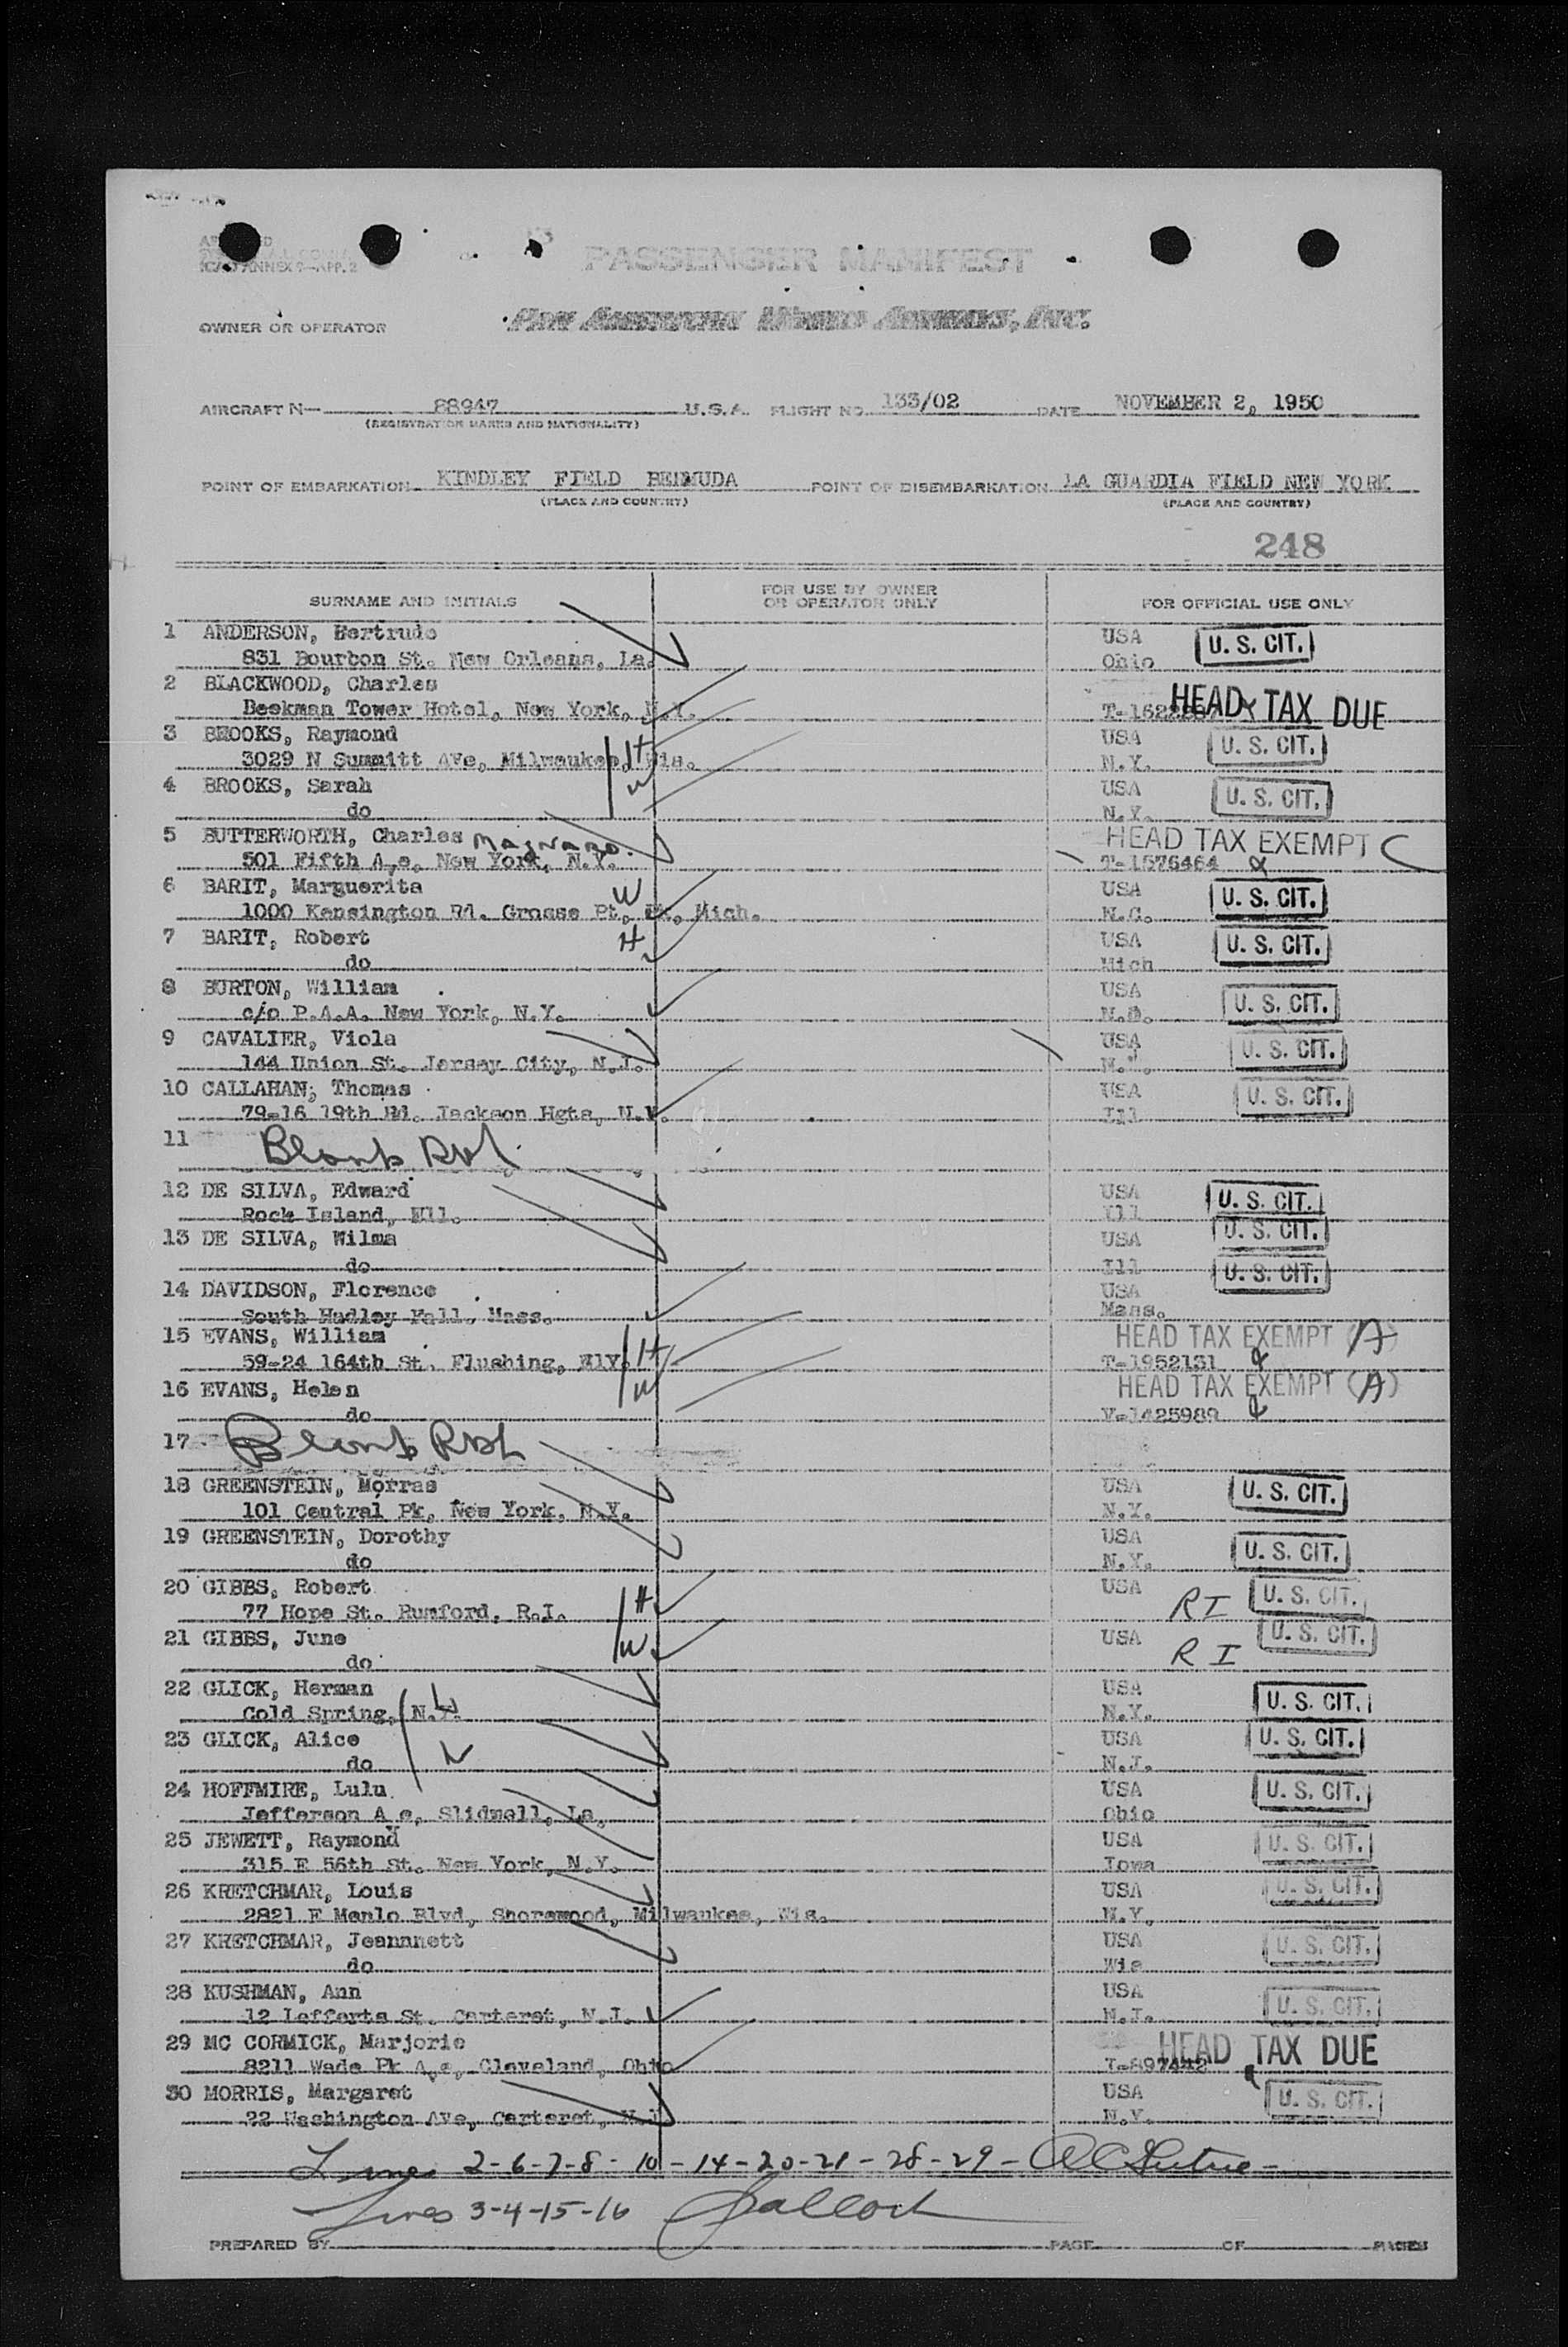 PASSENGER MANIFEST
ICAO ANNEX 9—APP. 2
OWNER OR OPERATOR PAN AMERICAN WORLD AIRWAYS, INC.
AIRCRAFT N— 88947 U.S.A. FLIGHT NO. 133/02 DATE NOVEMBER 2, 1950
(REGISTRATION MARKS AND NATIONALITY)
POINT OF EMBARKATION KINDLEY FIELD BERMUDA POINT OF DISEMBARKATION LA GUARDIA FIELD NEW YORK
(PLACE AND COUNTRY) (PLACE AND COUNTRY)
248
SURNAME AND INITIALS FOR USE BY OWNER OR OPERATOR ONLY FOR OFFICIAL USE ONLY
1 ANDERSON, Bertrude USA U. S. CIT.
831 Bourbon St. New Orleans, La. Ohio
2 BLACKWOOD, Charles HEAD TAX DUE
Beekman Tower Hotel, New York, N.Y.
3 BROOKS, Raymond H USA U. S. CIT.
3029 N Summitt AVe, Milwaukee, Wis. N.Y.
4 BROOKS, Sarah W USA U. S. CIT.
do N.Y.
5 BUTTERWORTH, Charles MAYNARD. HEAD TAX EXEMPT C
501 Fifth A,e, New York, N.Y. T-1576464
6 BARIT, Marguerita W USA U. S. CIT.
1000 Kensington Rd. Grosse Pt, Pk, Mich. N.C.
7 BARIT, Robert H USA U. S. CIT.
do Mich
8 BURTON, William USA U. S. CIT.
c/o P.A.A. New York, N.Y. N.D.
9 CAVALIER, Viola USA U. S. CIT.
144 Union St. Jersey City, N.J. N.J.
10 CALLAHAN, Thomas USA U. S. CIT.
79-16 19th Rd. Jackson Hgts, N.Y. Ill
11 Blank
12 DE SILVA, Edward USA U. S. CIT.
Rock Island, Ill. Ill
13 DE SILVA, Wilma USA U. S. CIT.
do Ill
14 DAVIDSON, Florence USA U. S. CIT.
South Hadley Fall, Mass. Mass.
15 EVANS, William H HEAD TAX EXEMPT (A)
59-24 164th St. Flushing, NlY. T-1952131
16 EVANS, Helen W HEAD TAX EXEMPT (A)
do V-1425989
17 Blank
18 GREENSTEIN, Morras USA U. S. CIT.
101 Central Pk, New York, N.Y. N.Y.
19 GREENSTEIN, Dorothy USA U. S. CIT.
do N.Y.
20 GIBBS, Robert H USA RI U. S. CIT.
77 Hope St. Rumford, R.I.
21 GIBBS, June W USA RI U. S. CIT.
do
22 GLICK, Herman USA U. S. CIT.
Cold Spring, N.Y. N.Y.
23 GLICK, Alice USA U. S. CIT.
do N.J.
24 HOFFMIRE, Lulu USA U. S. CIT.
Jefferson A e, Slidwell, La, Ohio
25 JEWETT, Raymond USA U. S. CIT.
315 E 56th St. New York, N.Y. Iowa
26 KRETCHMAR, Louis USA U. S. CIT.
2821 E Menlo Blvd, Shorewood, Milwaukee, Wis. N.Y.
27 KRETCHMAR, Jeannnett USA U. S. CIT.
do Wis
28 KUSHMAN, Ann USA U. S. CIT.
12 Lefferts St. Carteret, N.J. N.J.
29 MC CORMICK, Marjorie HEAD TAX DUE
8211 Wade Pk A,e, Cleveland, Ohio
30 MORRIS, Margaret USA U. S. CIT.
22 Washington AVe, Carteret, N.J N.Y.
Lines 2-6-7-8-10-14-20-21-28-29-
Lines 3-4-15-16
PREPARED BY PAGE OF PAGES